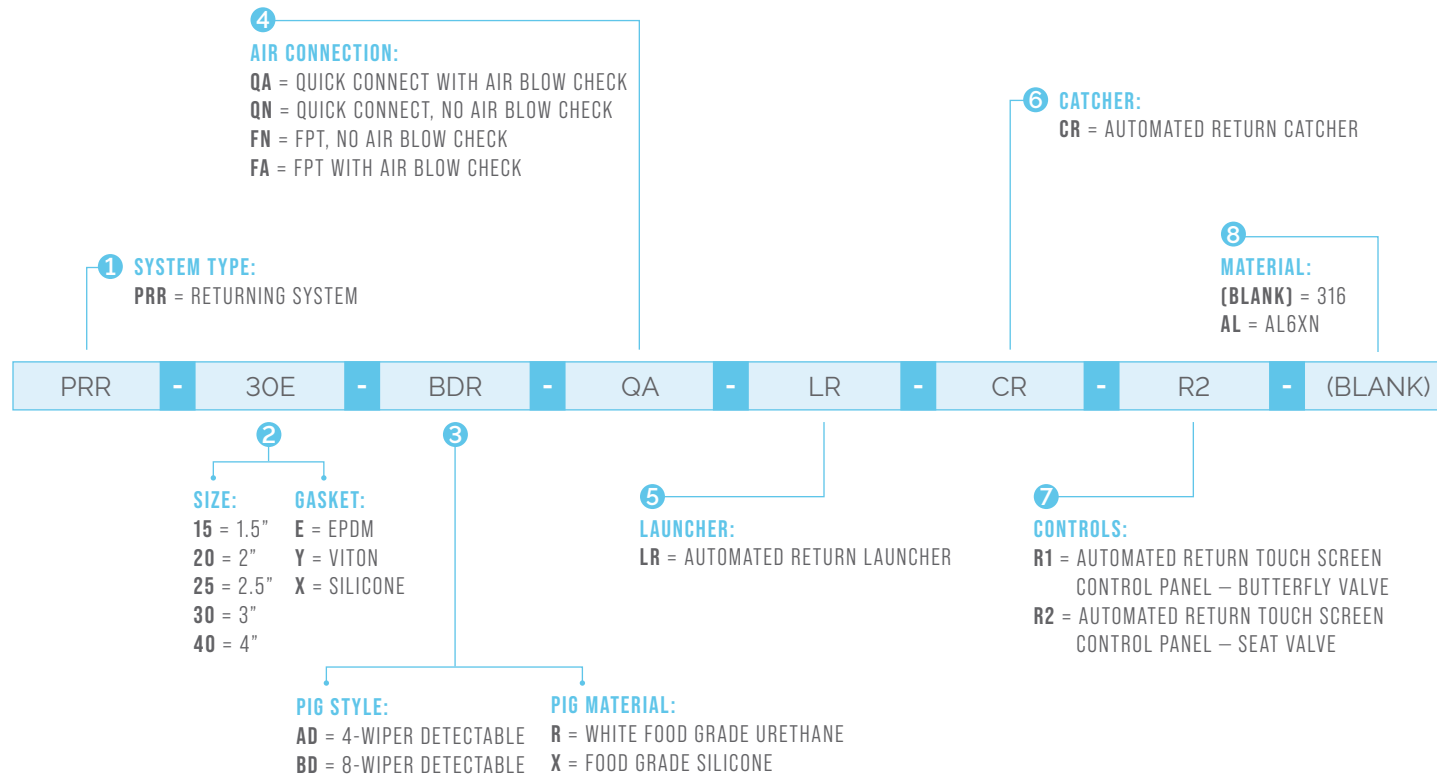 4
AIR CONNECTION:
QA = QUICK CONNECT WITH AIR BLOW CHECK
QN = QUICK CONNECT, NO AIR BLOW CHECK
FN = FPT, NO AIR BLOW CHECK
FA = FPT WITH AIR BLOW CHECK
6 CATCHER:
CR = AUTOMATED RETURN CATCHER
1 SYSTEM TYPE:
PRR = RETURNING SYSTEM
8
MATERIAL:
(BLANK) = 316
AL = AL6XN
PRR - 30E - BDR - QA - LR - CR - R2 - (BLANK)
2
SIZE:
15 = 1.5”
20 = 2”
25 = 2.5”
30 = 3”
40 = 4”
GASKET:
E = EPDM
Y = VITON
X = SILICONE
3
PIG STYLE:
AD = 4-WIPER DETECTABLE
BD = 8-WIPER DETECTABLE
PIG MATERIAL:
R = WHITE FOOD GRADE URETHANE
X = FOOD GRADE SILICONE
5
LAUNCHER:
LR = AUTOMATED RETURN LAUNCHER
7
CONTROLS:
R1 = AUTOMATED RETURN TOUCH SCREEN
CONTROL PANEL – BUTTERFLY VALVE
R2 = AUTOMATED RETURN TOUCH SCREEN
CONTROL PANEL – SEAT VALVE